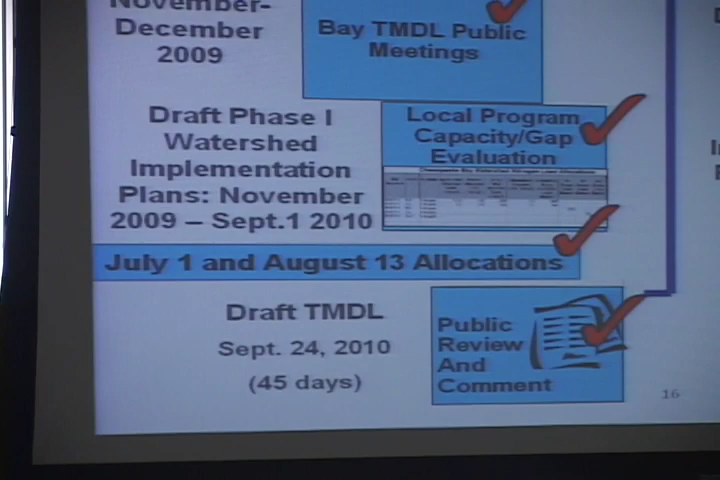 November-
December
2009
Bay TMDL Public
Meetings
Draft Phase I
Watershed
Implementation
Plans: November
2009 – Sept.1 2010
Local Program
Capacity/Gap
Evaluation
July 1 and August 13 Allocations
Draft TMDL
Sept. 24, 2010
(45 days)
Public
Review
And
Comment
16